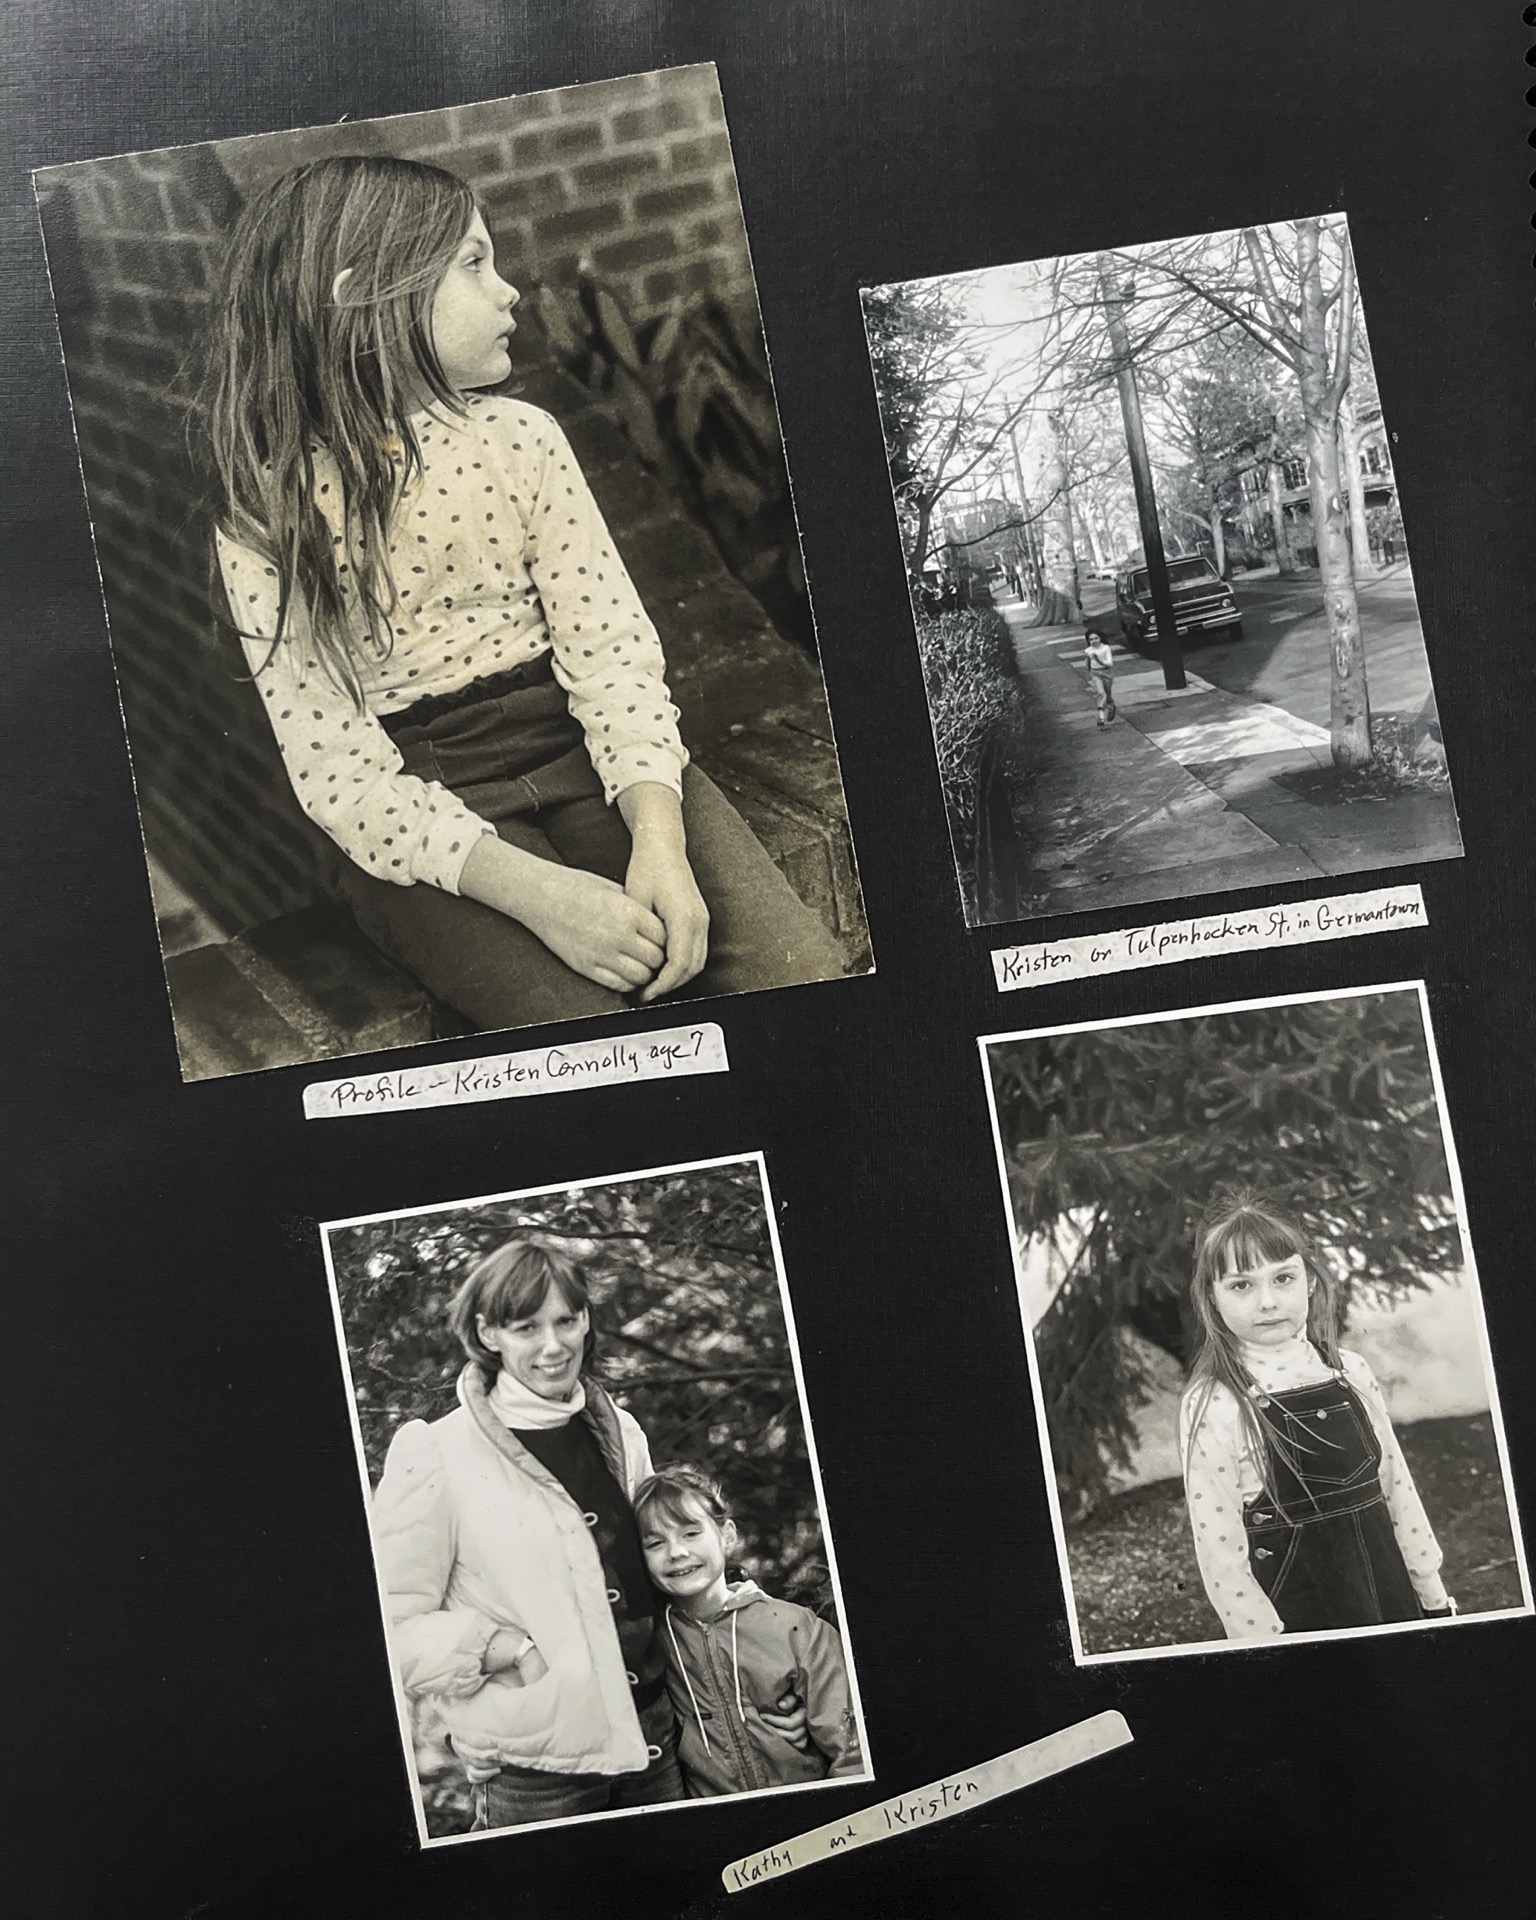 Kristen on Tulpenhocken St. in Germantown
Profile - Kristen Connolly age 7
Kathy and Kristen